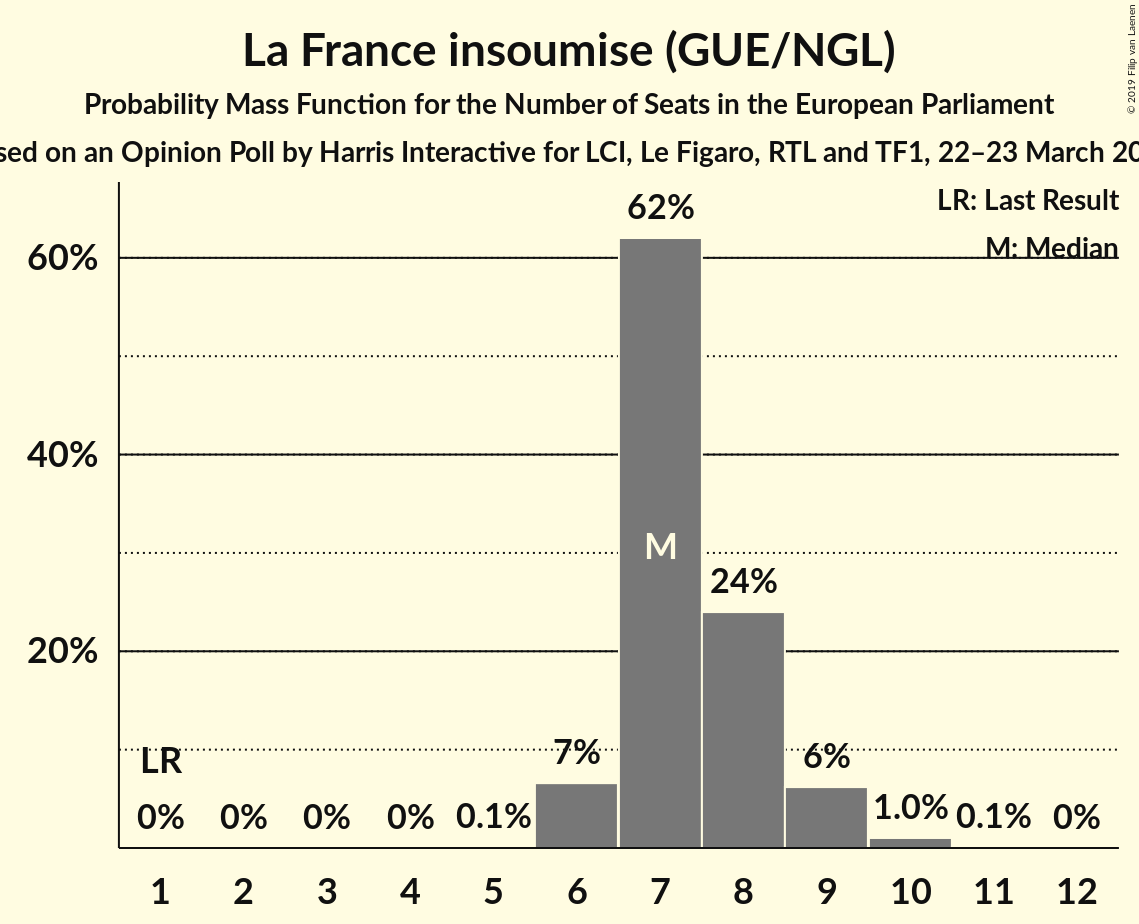 La France insoumise (GUE/NGL)
Probability Mass Function for the Number of Seats in the European Parliament
on an Opinion Poll by Harris Interactive for LCI, Le Figaro, RTL and TF1, 22–23 March
© 2019 Filip van Laenen
LR: Last Result
M: Median
60%
40%
20%
62%
M
24%
7%
6%
LR
0%
0%
0%
0%
0.1%
1.0%
0.1%
0%
1 2 3 4 5 6 7 8 9 10 11 12